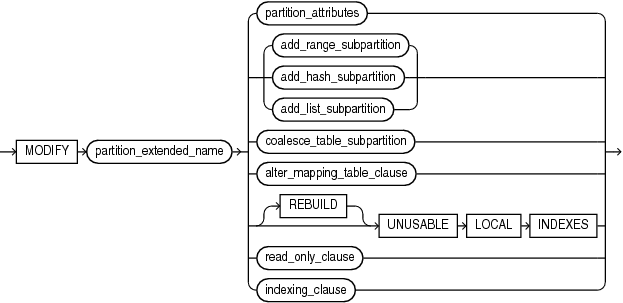 partition_attributes
add_range_subpartition
add_hash_subpartition
add_list_subpartition
MODIFY partition_extended_name coalesce_table_subpartition
alter_mapping_table_clause
REBUILD
UNUSABLE LOCAL INDEXES
read_only_clause
indexing_clause